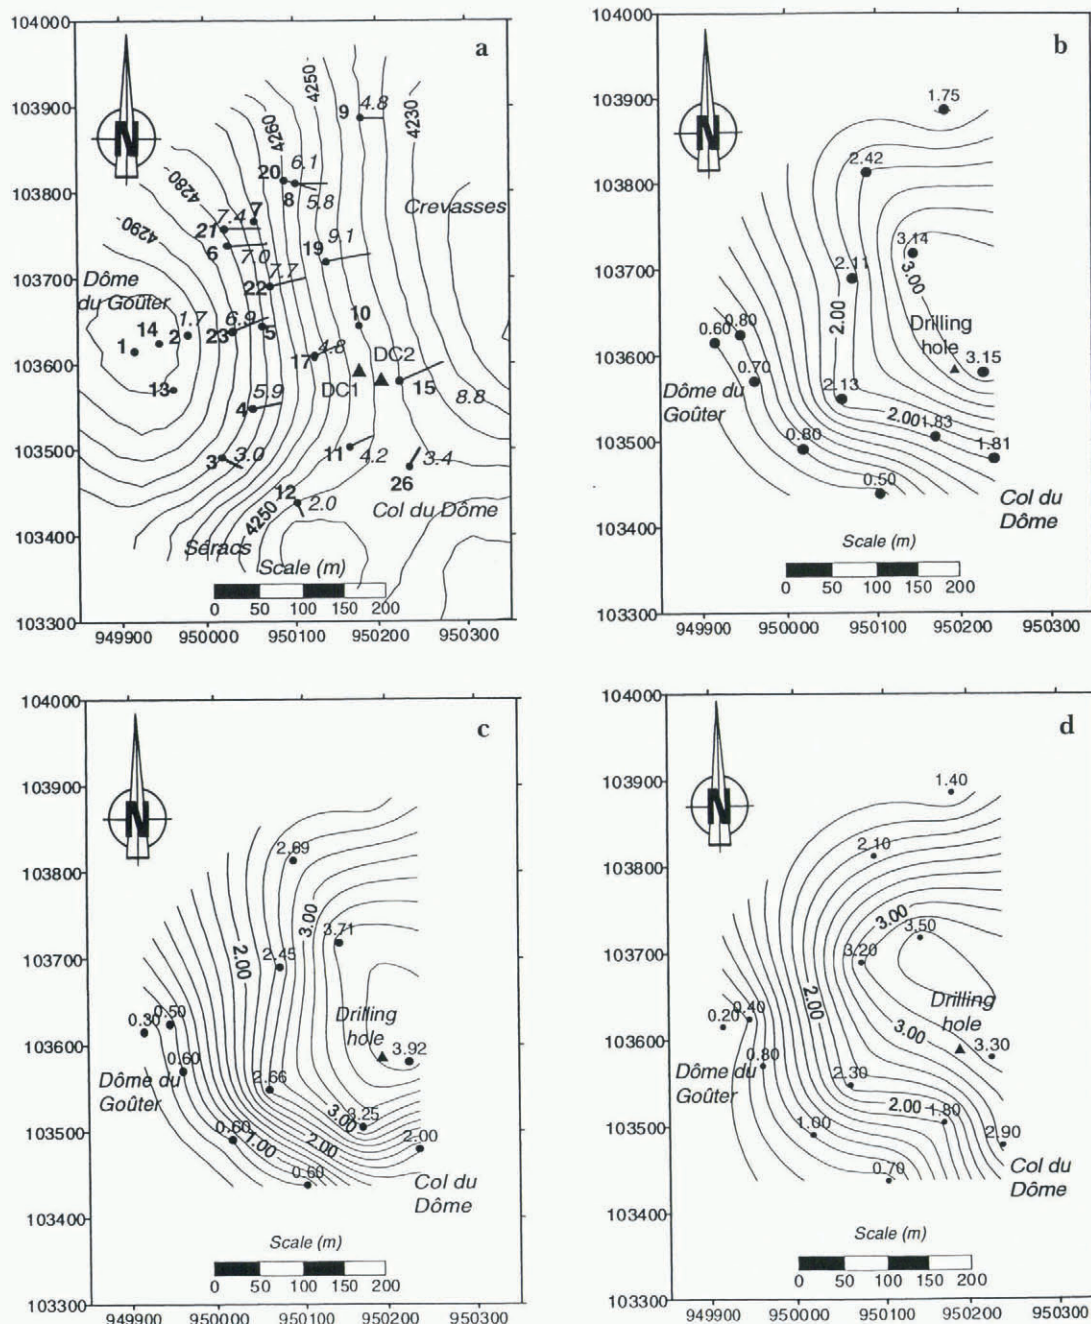 a
104000
103900
103800
103700
103600
103500
103400
103300
949900 950000 950100 950200 950300
N
4250
4260
4230
4280
4290
4250
9 4.8
20 6.1
8 5.8
Crevasses
7
21 7.4
6 7.0
19 9.1
22 7.7
Dôme
du Goûter
14 2 1.7
1
13
23 6.9 5
10
17 4.8
DC1
DC2
15 8.8
4 5.9
3 3.0
11 4.2
26 3.4
12 2.0
Col du Dôme
Séracs
Scale (m)
0 50 100 150 200
b
104000
103900
103800
103700
103600
103500
103400
103300
949900 950000 950100 950200 950300
N
1.75
2.42
3.14
3.00
2.11
2.00
Drilling
hole
0.60 0.80
0.70
3.15
Dôme du
Goûter
2.13
2.00
1.83
0.80
1.81
0.50
Col du
Dôme
Scale (m)
0 50 100 150 200
c
104000
103900
103800
103700
103600
103500
103400
103300
949900 950000 950100 950200 950300
N
2.69
3.00
3.71
2.00
2.45
Drilling
hole
0.30 0.50
0.60
3.92
Dôme du
Goûter
2.66
3.25
3.00
0.60
1.00
2.00
2.00
0.60
Col du
Dôme
Scale (m)
0 50 100 150 200
d
104000
103900
103800
103700
103600
103500
103400
103300
949900 950000 950100 950200 950300
N
1.40
2.10
3.00
3.50
3.20
2.00
Drilling
hole
0.20 0.40
3.00
3.30
0.80
Dôme du
Goûter
2.30
2.00
1.80
1.00
2.90
0.70
Col du
Dôme
Scale (m)
0 50 100 150 200